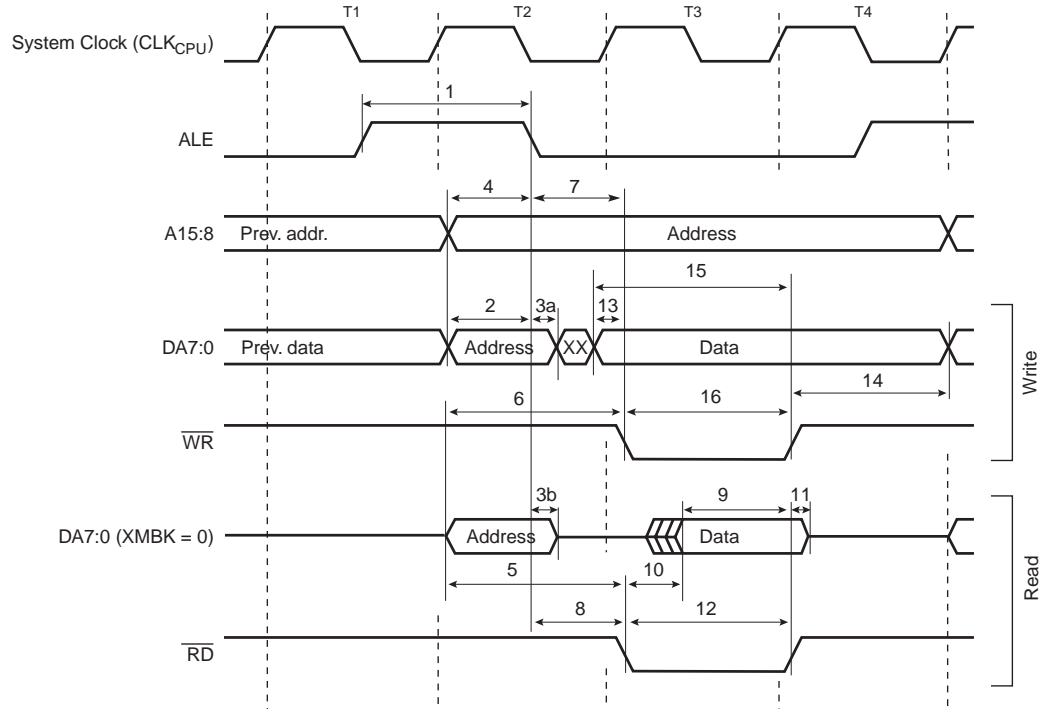 T1 T2 T3 T4
System Clock (CLKCPU)
1
ALE
4 7
A15:8 Prev. addr. Address
15
2 3a 13
DA7:0 Prev. data Address XX Data
14
6 16
WR
Write
3b 9 11
DA7:0 (XMBK = 0) Address Data
5 10
8 12
RD
Read